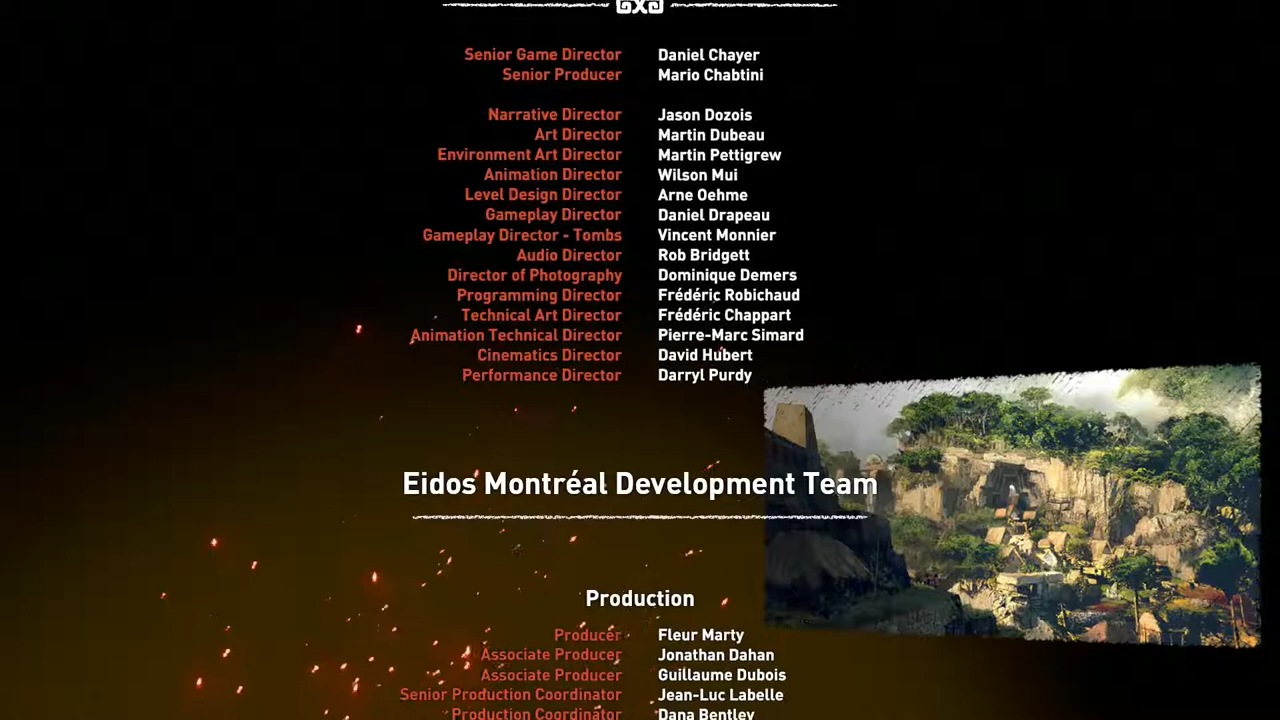 Senior Game Director Daniel Chayer
Senior Producer Mario Chabtini
Narrative Director Jason Dozois
Art Director Martin Dubeau
Environment Art Director Martin Pettigrew
Animation Director Wilson Mui
Level Design Director Arne Oehme
Gameplay Director Daniel Drapeau
Gameplay Director - Tombs Vincent Monnier
Audio Director Rob Bridgett
Director of Photography Dominique Demers
Programming Director Frédéric Robichaud
Technical Art Director Frédéric Chappart
Animation Technical Director Pierre-Marc Simard
Cinematics Director David Hubert
Performance Director Darryl Purdy
Eidos Montréal Development Team
Production
Producer Fleur Marty
Associate Producer Jonathan Dahan
Associate Producer Guillaume Dubois
Senior Production Coordinator Jean-Luc Labelle
Production Coordinator Dana Bentley